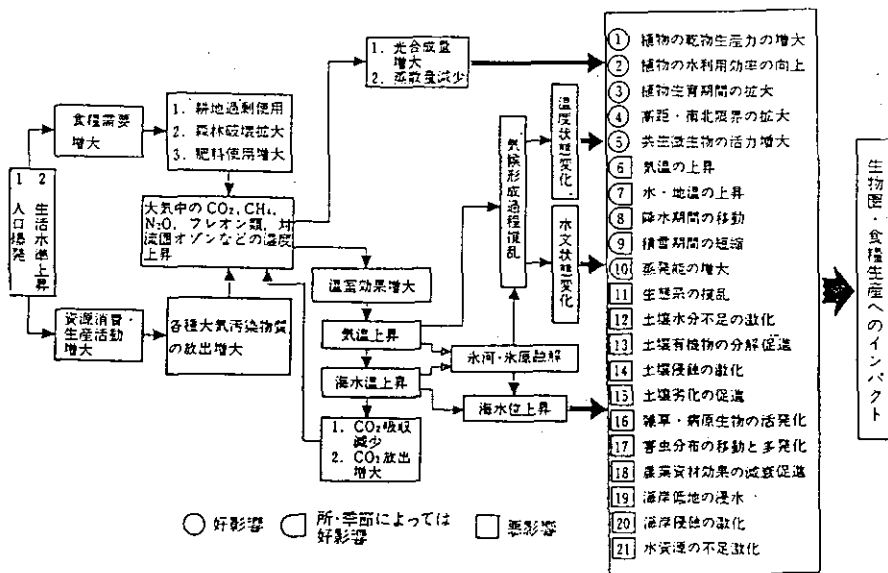 1 人口爆発
2 生活水準上昇
食糧需要
増大
1. 耕地過剰使用
2. 森林破壊拡大
3. 肥料使用増大
大気中の CO₂, CH₄,
N₂O, フレオン類, 対
流圏オゾンなどの濃度
上昇
資源消費・
生産活動
増大
各種大気汚染物質
の放出増大
1. 光合成量
増大
2. 蒸散量減少
温室効果増大
気温上昇
海水温上昇
1. CO₂吸収
減少
2. CO₂放出
増大
氷河・氷原融解
海水位上昇
気候形成過程擾乱
温度状態変化
水文状態変化
1 植物の乾物生産力の増大
2 植物の水利用効率の向上
3 植物生育期間の拡大
4 高距・南北限界の拡大
5 共生微生物の活力増大
6 気温の上昇
7 水・地温の上昇
8 降水期間の移動
9 積雪期間の短縮
10 蒸発能の増大
11 生態系の擾乱
12 土壌水分不足の激化
13 土壌有機物の分解促進
14 土壌侵蝕の激化
15 土壌劣化の促進
16 雑草・病原生物の活発化
17 害虫分布の移動と多発化
18 農業資材効果の減衰促進
19 海岸低地の浸水
20 海岸侵蝕の激化
21 水資源の不足激化
生物圏・食糧生産へのインパクト
好影響
所・季節によっては
好影響
悪影響